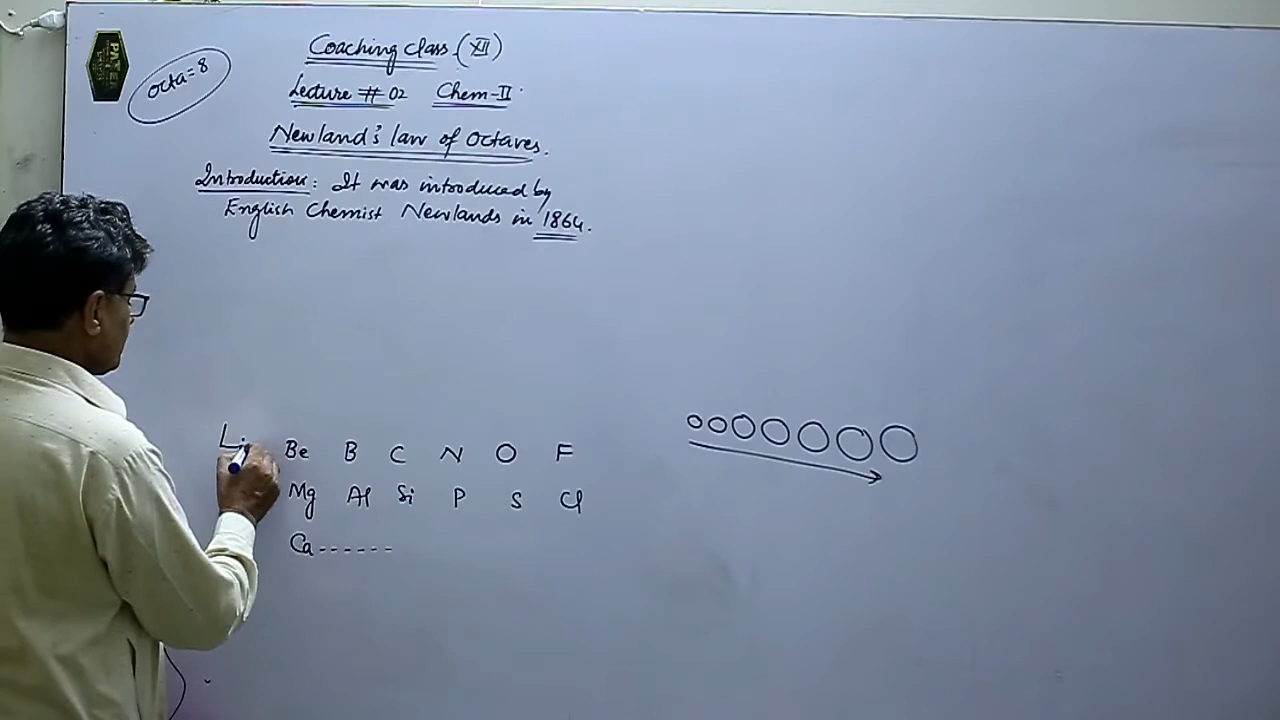 Coaching class (XII)
octa = 8
Lecture # 02 Chem-II
Newland's law of Octaves.
Introduction: It was introduced by
English Chemist Newlands in 1864.
Li Be B C N O F
Mg Al Si P S Cl
Ca ------